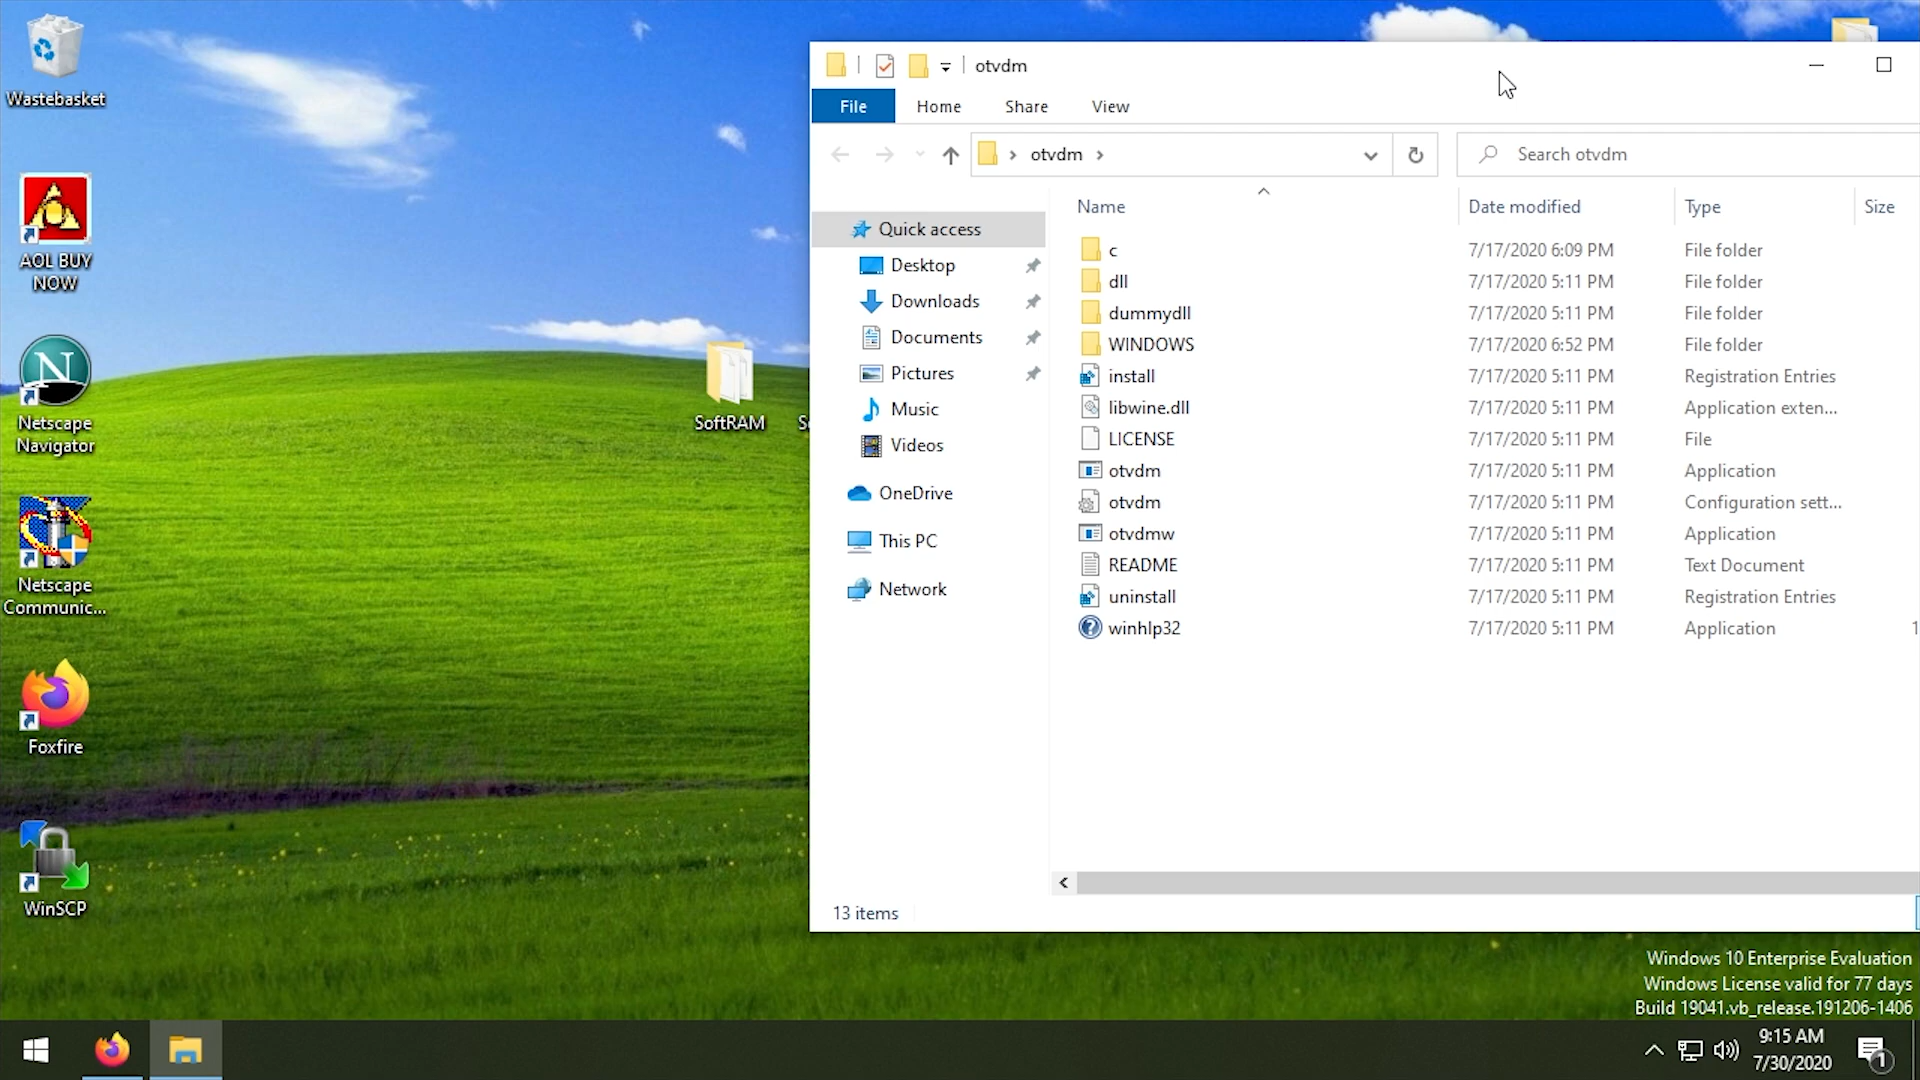 Wastebasket
AOL BUY
NOW
Netscape
Navigator
Netscape
Communic...
Foxfire
WinSCP
SoftRAM
otvdm
File
Home
Share
View
otvdm
Search otvdm
Quick access
Desktop
Downloads
Documents
Pictures
Music
Videos
OneDrive
This PC
Network
Name Date modified Type Size
c 7/17/2020 6:09 PM File folder
dll 7/17/2020 5:11 PM File folder
dummydll 7/17/2020 5:11 PM File folder
WINDOWS 7/17/2020 6:52 PM File folder
install 7/17/2020 5:11 PM Registration Entries
libwine.dll 7/17/2020 5:11 PM Application exten...
LICENSE 7/17/2020 5:11 PM File
otvdm 7/17/2020 5:11 PM Application
otvdm 7/17/2020 5:11 PM Configuration sett...
otvdmw 7/17/2020 5:11 PM Application
README 7/17/2020 5:11 PM Text Document
uninstall 7/17/2020 5:11 PM Registration Entries
winhlp32 7/17/2020 5:11 PM Application 1
13 items
Windows 10 Enterprise Evaluation
Windows License valid for 77 days
Build 19041.vb_release.191206-1406
9:15 AM
7/30/2020
1